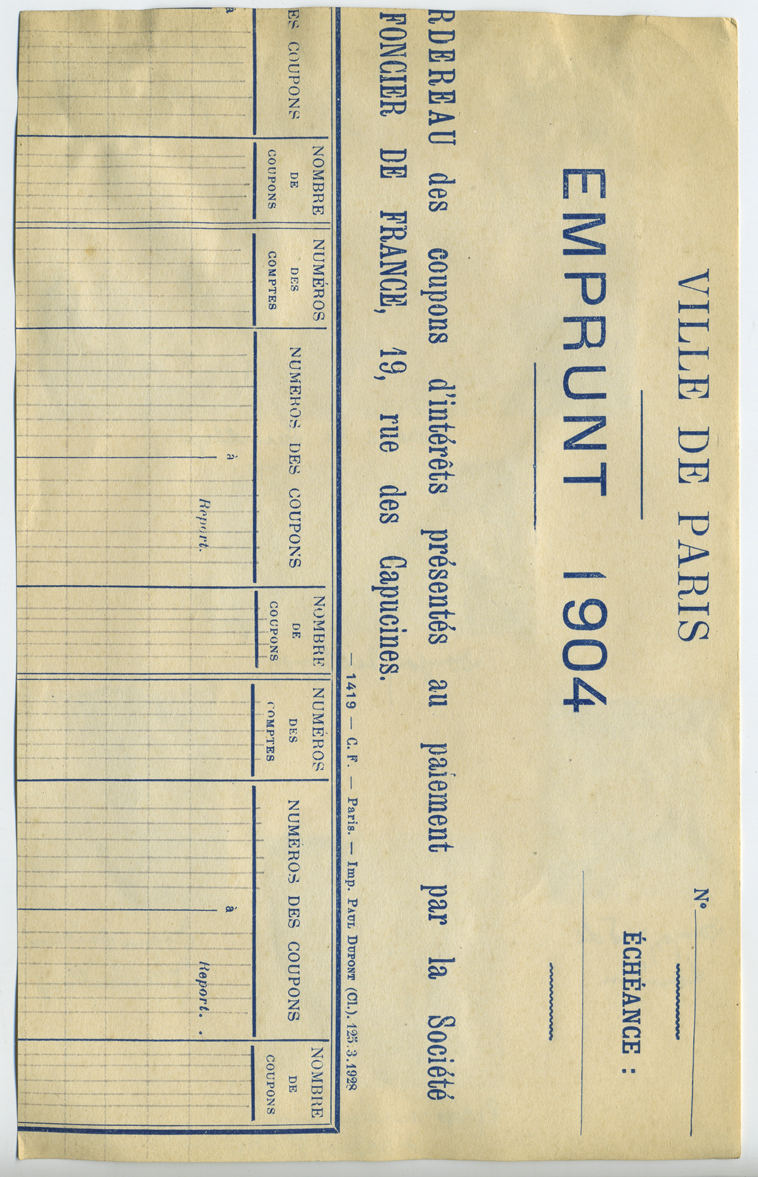 VILLE DE PARIS
N°
EMPRUNT 1904
ÉCHÉANCE :
RDEREAU des coupons d'intérêts présentés au paiement par la Société
FONCIER DE FRANCE, 19, rue des Capucines.
— 1419 — C. F. — Paris. — Imp. PAUL DUPONT (Cl.). 125.3.1928
ES COUPONS
NOMBRE DE COUPONS
NUMÉROS DES COMPTES
NUMÉROS DES COUPONS
NOMBRE DE COUPONS
NUMÉROS DES COMPTES
NUMÉROS DES COUPONS
NOMBRE DE COUPONS
à
à
à
Report.
Report.